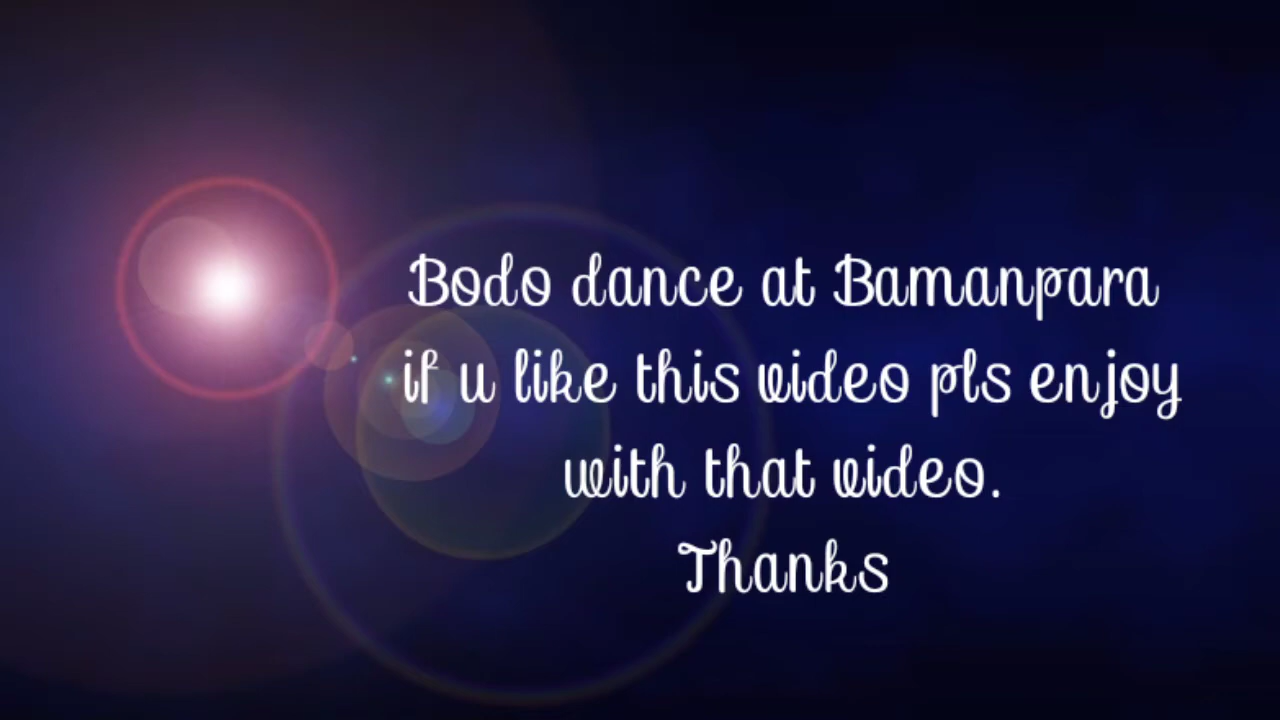 Bodo dance at Bamanpara
if u like this video pls enjoy
with that video.
Thanks